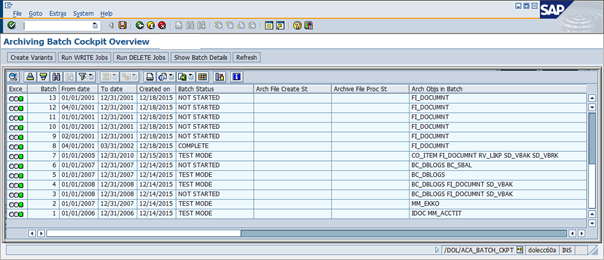 File Goto Extras System Help
SAP
Archiving Batch Cockpit Overview
Create Variants Run WRITE Jobs Run DELETE Jobs Show Batch Details Refresh
Exce Batch From date To date Created on Batch Status Arch File Create St Archive File Proc St Arch Objs in Batch
13 01/01/2001 12/31/2001 12/18/2015 NOT STARTED FI_DOCUMNT
12 04/01/2001 12/31/2001 12/18/2015 NOT STARTED FI_DOCUMNT
11 01/01/2001 12/31/2001 12/18/2015 NOT STARTED FI_DOCUMNT
10 01/01/2001 12/31/2001 12/18/2015 NOT STARTED FI_DOCUMNT
9 02/01/2001 12/31/2001 12/18/2015 NOT STARTED FI_DOCUMNT
8 04/01/2001 03/31/2002 12/18/2015 COMPLETE FI_DOCUMNT
7 01/01/2005 12/31/2010 12/15/2015 TEST MODE CO_ITEM FI_DOCUMNT RV_LIKP SD_VBAK SD_VBRK
6 01/01/2007 12/31/2007 12/14/2015 NOT STARTED BC_DBLOGS BC_SBAL
5 01/01/2007 12/31/2007 12/14/2015 TEST MODE BC_DBLOGS
4 01/01/2008 12/31/2008 12/14/2015 TEST MODE BC_DBLOGS FI_DOCUMNT SD_VBAK
3 01/01/2008 12/31/2008 12/14/2015 NOT STARTED BC_DBLOGS FI_DOCUMNT SD_VBAK
2 01/01/2007 12/31/2007 12/14/2015 TEST MODE MM_EKKO
1 01/01/2006 12/31/2006 12/14/2015 TEST MODE IDOC MM_ACCTIT
/DOL/ACA_BATCH_CKPT dolecc60a INS